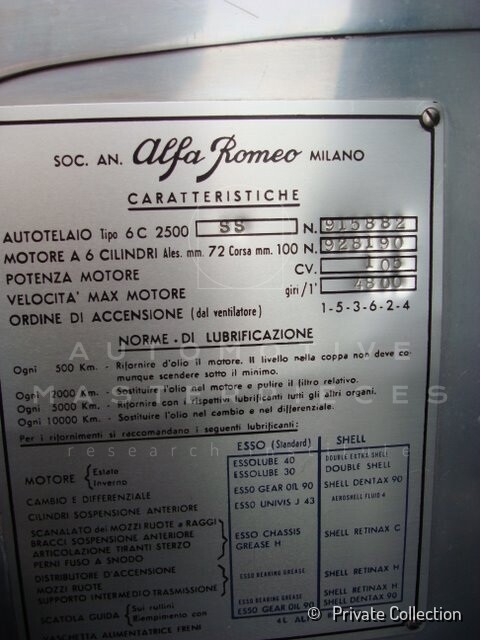 SOC. AN. Alfa Romeo MILANO
CARATTERISTICHE
AUTOTELAIO Tipo 6C 2500 SS N. 915882
MOTORE A 6 CILINDRI Ales. mm. 72 Corsa mm. 100 N. 928190
POTENZA MOTORE CV. 105
VELOCITA' MAX MOTORE giri/1' 4800
ORDINE DI ACCENSIONE (dal ventilatore) 1-5-3-6-2-4
NORME DI LUBRIFICAZIONE
Ogni 500 Km. - Rifornire d'olio il motore. Il livello nella coppa non deve co-
munque scendere sotto il minimo.
Ogni 2000 Km. - Sostituire l'olio nel motore e pulire il filtro relativo.
Ogni 5000 Km. - Rifornire con i rispettivi lubrificanti tutti gli altri organi.
Ogni 10000 Km. - Sostituire l'olio nel cambio e nel differenziale.
Per i rifornimenti si raccomandano i seguenti lubrificanti:
ESSO (Standard) SHELL
MOTORE Estate ESSOLUBE 40 DOUBLE EXTRA SHELL
Inverno ESSOLUBE 30 DOUBLE SHELL
CAMBIO E DIFFERENZIALE ESSO GEAR OIL 90 SHELL DENTAX 90
CILINDRI SOSPENSIONE ANTERIORE ESSO UNIVIS J 43 AEROSHELL FLUID 4
SCANALATO dei MOZZI RUOTE a RAGGI
BRACCI SOSPENSIONE ANTERIORE
ARTICOLAZIONE TIRANTI STERZO
PERNI FUSO A SNODO
ESSO CHASSIS GREASE H SHELL RETINAX C
DISTRIBUTORE D'ACCENSIONE
MOZZI RUOTE
SUPPORTO INTERMEDIO TRASMISSIONE
ESSO BEARING GREASE SHELL RETINAX H
SCATOLA GUIDA Sui rullini ESSO BEARING GREASE SHELL RETINAX H
Riempimento con ESSO GEAR OIL 90 SHELL DENTAX 90
VASCHETTA ALIMENTATRICE FRENI
AUTOMOTIVE
MASTERPIECES
research
© Private Collection